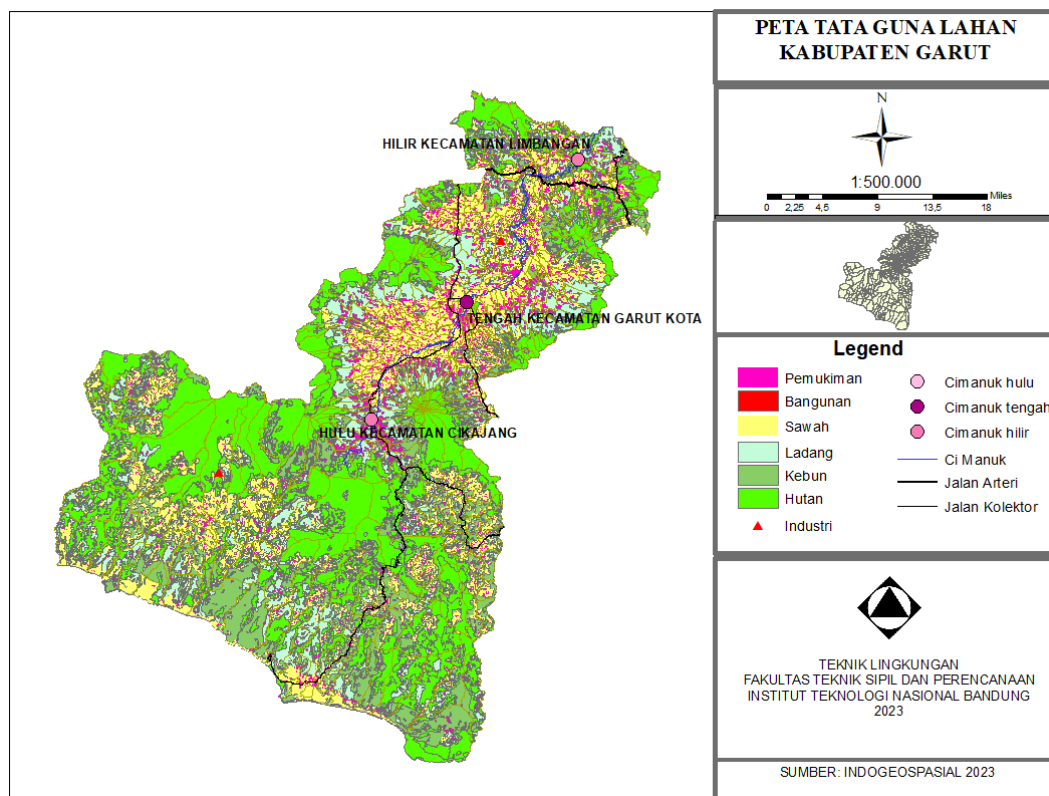 PETA TATA GUNA LAHAN
KABUPATEN GARUT
N
1:500.000
Miles
0 2,25 4,5 9 13,5 18
HILIR KECAMATAN LIMBANGAN
TENGAH KECAMATAN GARUT KOTA
HULU KECAMATAN CIKAJANG
Legend
Pemukiman
Bangunan
Sawah
Ladang
Kebun
Hutan
Industri
Cimanuk hulu
Cimanuk tengah
Cimanuk hilir
Ci Manuk
Jalan Arteri
Jalan Kolektor
TEKNIK LINGKUNGAN
FAKULTAS TEKNIK SIPIL DAN PERENCANAAN
INSTITUT TEKNOLOGI NASIONAL BANDUNG
2023
SUMBER: INDOGEOSPASIAL 2023